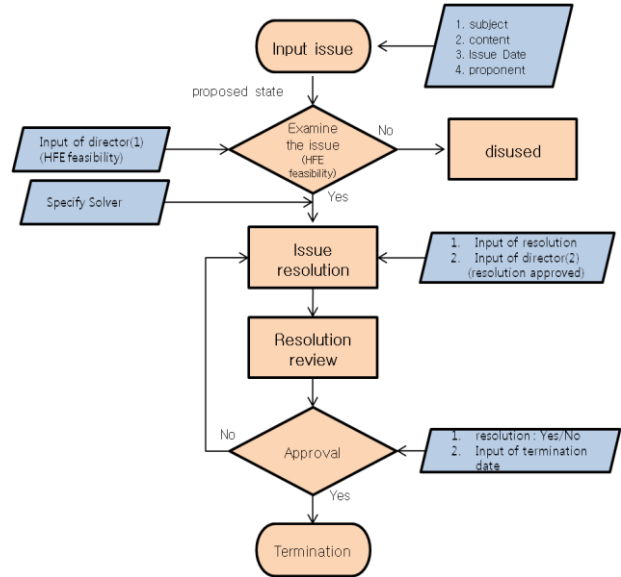 Input issue
1. subject
2. content
3. Issue Date
4. proponent
proposed state
Input of director(1)
(HFE feasibility)
Examine
the issue
(HFE
feasibility)
No
disused
Yes
Specify Solver
Issue
resolution
1. Input of resolution
2. Input of director(2)
(resolution approved)
Resolution
review
No
Approval
1. resolution : Yes/No
2. Input of termination
date
Yes
Termination